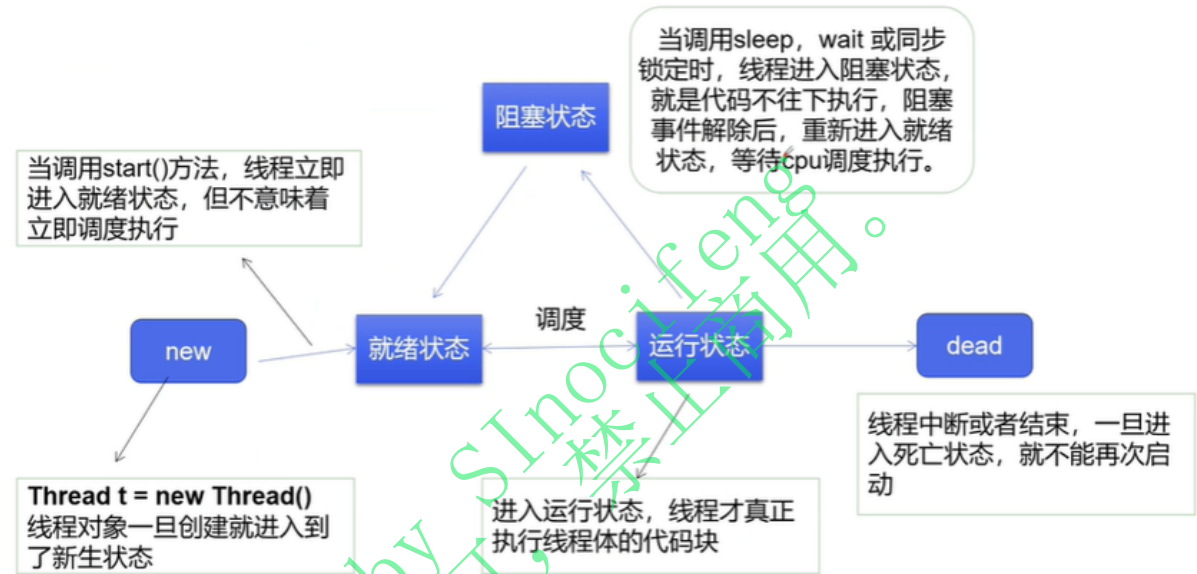 当调用sleep，wait 或同步
锁定时，线程进入阻塞状态，
就是代码不往下执行，阻塞
事件解除后，重新进入就绪
状态，等待cpu调度执行。
阻塞状态
当调用start()方法，线程立即
进入就绪状态，但不意味着
立即调度执行
new
就绪状态
调度
运行状态
dead
Thread t = new Thread()
线程对象一旦创建就进入到
了新生状态
进入运行状态，线程才真正
执行线程体的代码块
线程中断或者结束，一旦进
入死亡状态，就不能再次启
动
by SInocifeng
禁止商用。